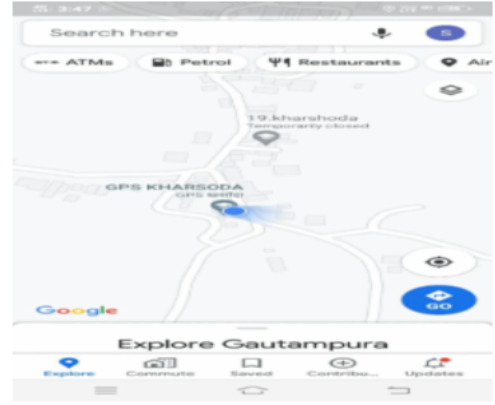 3:47
Search here
S
ATMs
Petrol
Restaurants
Air
19.kharshoda
Temporarily closed
GPS KHARSODA
GPS
GO
Google
Explore Gautampura
Explore
Commute
Saved
Contribu...
Updates